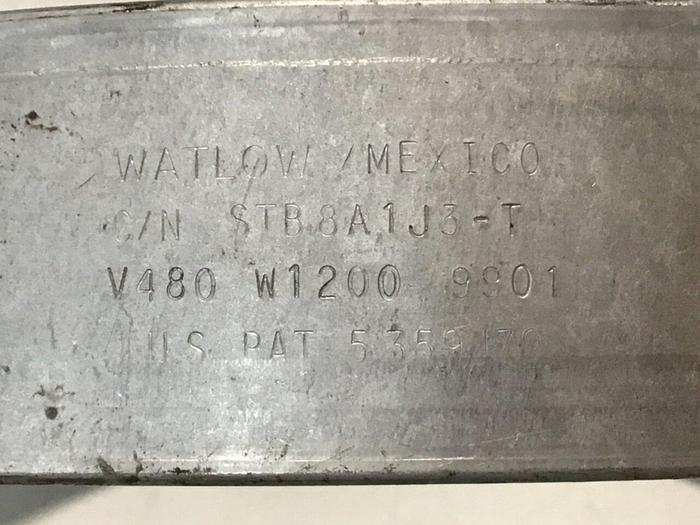 WATLOW / MEXICO
C/N STB8A1J3-T
V480 W1200 9901
U.S. PAT